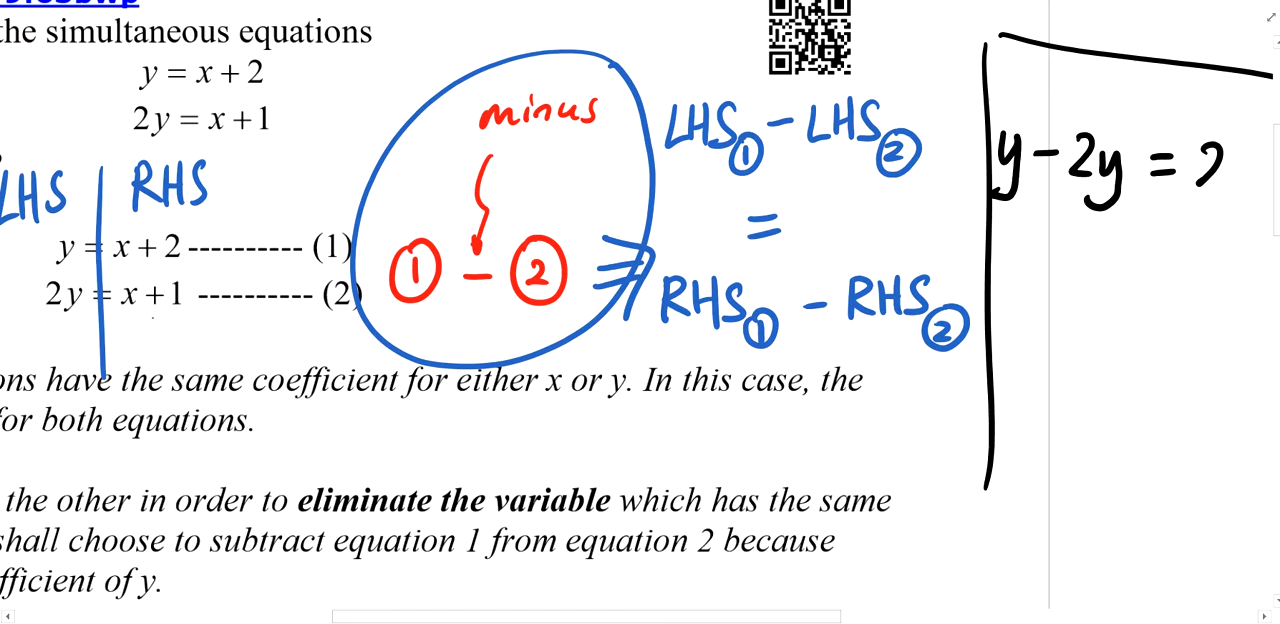 the simultaneous equations
y = x + 2
2y = x + 1
minus
LHS① - LHS②
=
RHS① - RHS②
y - 2y = 
LHS | RHS
y = x + 2 ---------- (1)
2y = x + 1 ---------- (2)
① - ② ⇒
ons have the same coefficient for either x or y. In this case, the
for both equations.
the other in order to eliminate the variable which has the same
shall choose to subtract equation 1 from equation 2 because
fficient of y.